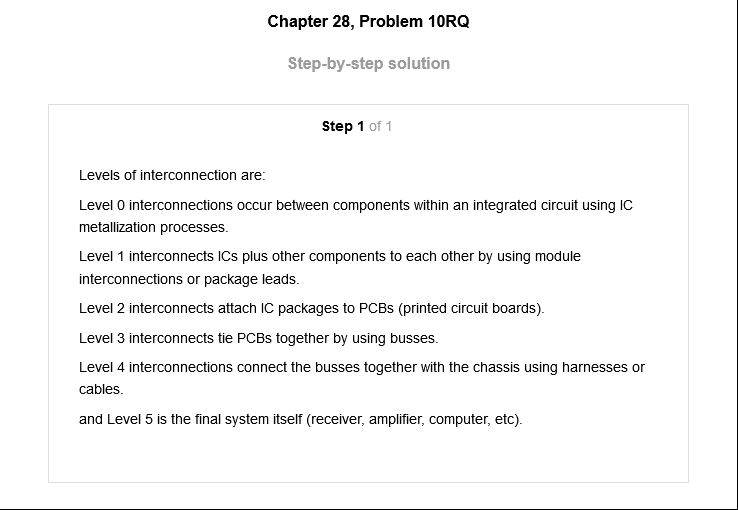 Chapter 28, Problem 10RQ
Step-by-step solution
Step 1 of 1
Levels of interconnection are:
Level 0 interconnections occur between components within an integrated circuit using IC
metallization processes.
Level 1 interconnects ICs plus other components to each other by using module
interconnections or package leads.
Level 2 interconnects attach IC packages to PCBs (printed circuit boards).
Level 3 interconnects tie PCBs together by using busses.
Level 4 interconnections connect the busses together with the chassis using harnesses or
cables.
and Level 5 is the final system itself (receiver, amplifier, computer, etc).